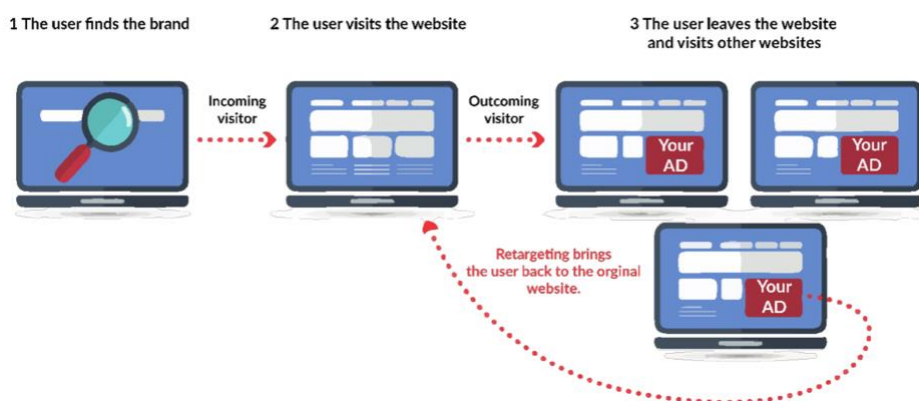 1 The user finds the brand
2 The user visits the website
3 The user leaves the website
and visits other websites
Incoming
visitor
Outcoming
visitor
Your
AD
Your
AD
Retargeting brings
the user back to the orginal
website.
Your
AD